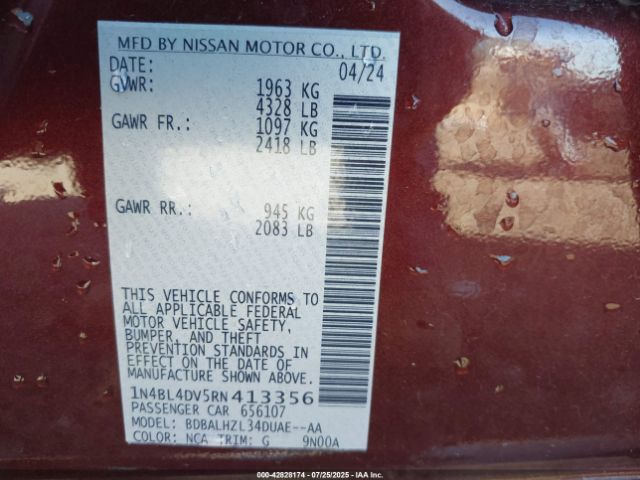 MFD BY NISSAN MOTOR CO., LTD.
DATE: 04/24
GVWR: 1963 KG
4328 LB
GAWR FR.: 1097 KG
2418 LB
GAWR RR.: 945 KG
2083 LB
THIS VEHICLE CONFORMS TO
ALL APPLICABLE FEDERAL
MOTOR VEHICLE SAFETY,
BUMPER, AND THEFT
PREVENTION STANDARDS IN
EFFECT ON THE DATE OF
MANUFACTURE SHOWN ABOVE.
1N4BL4DV5RN413356
PASSENGER CAR 656107
MODEL: BDBALHZL34DUAE--AA
COLOR: NCA TRIM: G 9N00A
000-42828174 - 07/25/2025 - IAAI.com